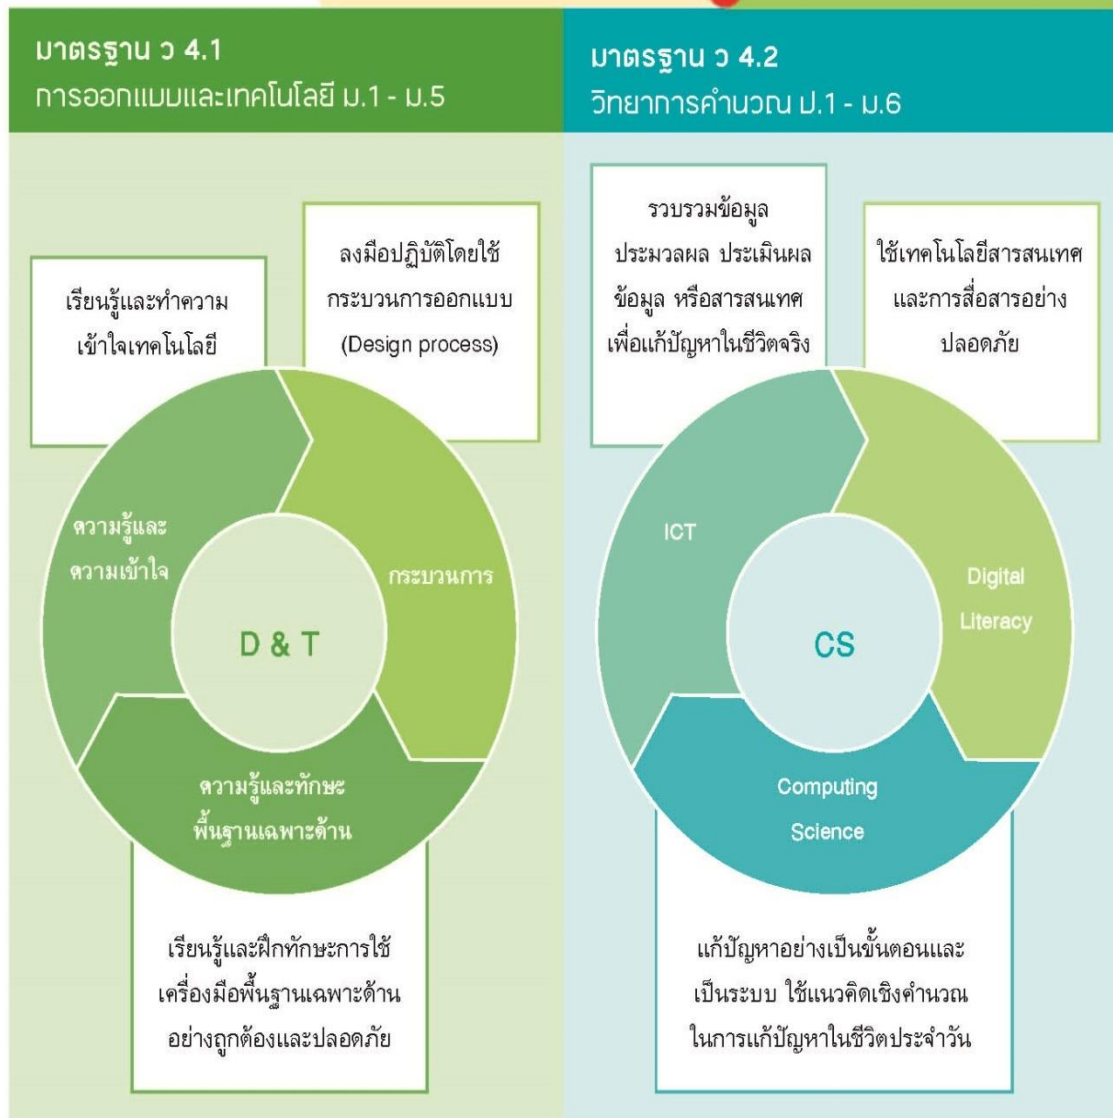 มาตรฐาน ว 4.1
การออกแบบและเทคโนโลยี ม.1 - ม.5
เรียนรู้และทำความ
เข้าใจเทคโนโลยี
ลงมือปฏิบัติโดยใช้
กระบวนการออกแบบ
(Design process)
ความรู้และ
ความเข้าใจ
กระบวนการ
D & T
ความรู้และทักษะ
พื้นฐานเฉพาะด้าน
เรียนรู้และฝึกทักษะการใช้
เครื่องมือพื้นฐานเฉพาะด้าน
อย่างถูกต้องและปลอดภัย
มาตรฐาน ว 4.2
วิทยาการคำนวณ ป.1 - ม.6
รวบรวมข้อมูล
ประมวลผล ประเมินผล
ข้อมูล หรือสารสนเทศ
เพื่อแก้ปัญหาในชีวิตจริง
ใช้เทคโนโลยีสารสนเทศ
และการสื่อสารอย่าง
ปลอดภัย
ICT
Digital
Literacy
CS
Computing
Science
แก้ปัญหาอย่างเป็นขั้นตอนและ
เป็นระบบ ใช้แนวคิดเชิงคำนวณ
ในการแก้ปัญหาในชีวิตประจำวัน